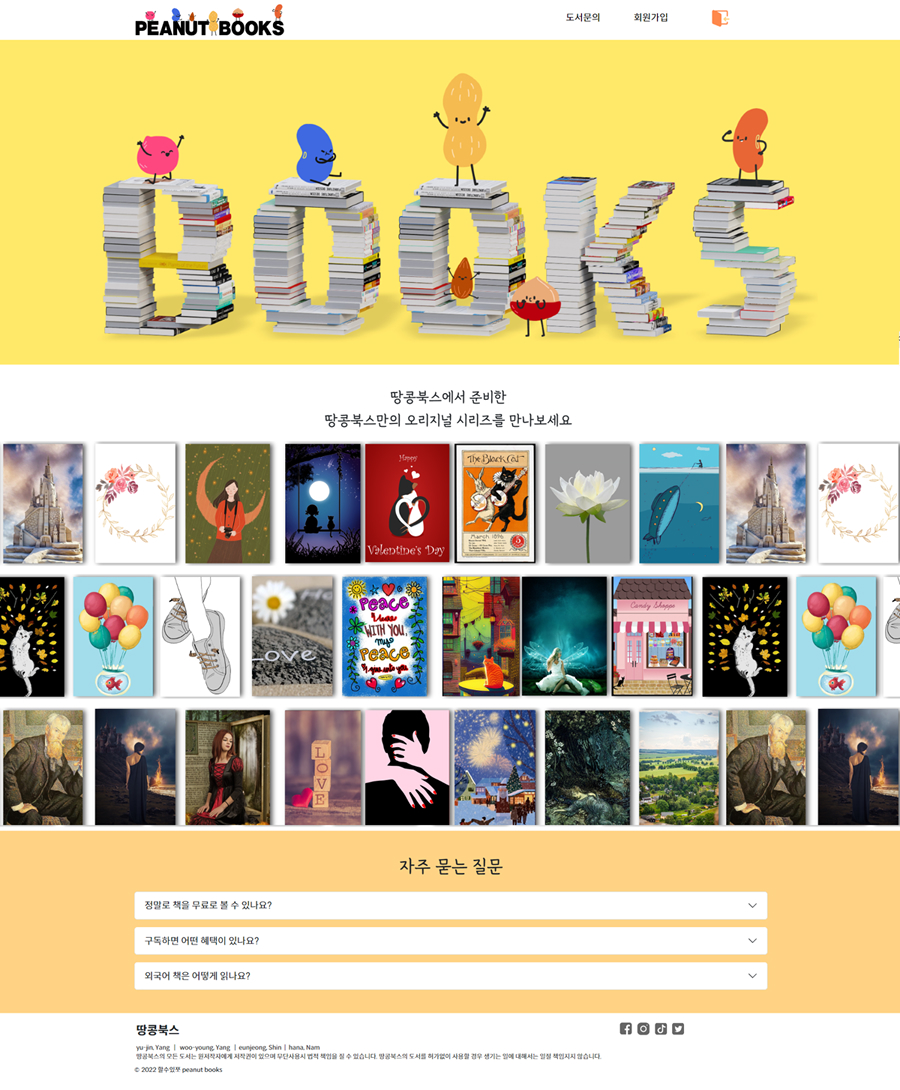 PEANUT BOOKS
도서문의
회원가입
BOOKS
땅콩북스에서 준비한
땅콩북스만의 오리지널 시리즈를 만나보세요
Happy
Valentine's Day
The Black Cat
March 1896
Love
Peace
I leave
WITH YOU,
my
Peace
I give unto you
Candy Shoppe
LOVE
자주 묻는 질문
정말로 책을 무료로 볼 수 있나요?
구독하면 어떤 혜택이 있나요?
외국어 책은 어떻게 읽나요?
땅콩북스
yu-jin, Yang | woo-young, Yang | eunjeong, Shin | hana, Nam
땅콩북스의 모든 도서는 원저작자에게 저작권이 있으며 무단사용시 법적 책임을 질 수 있습니다. 땅콩북스의 도서를 허가없이 사용할 경우 생기는 일에 대해서는 일절 책임지지 않습니다.
© 2022 할수있쪼 peanut books